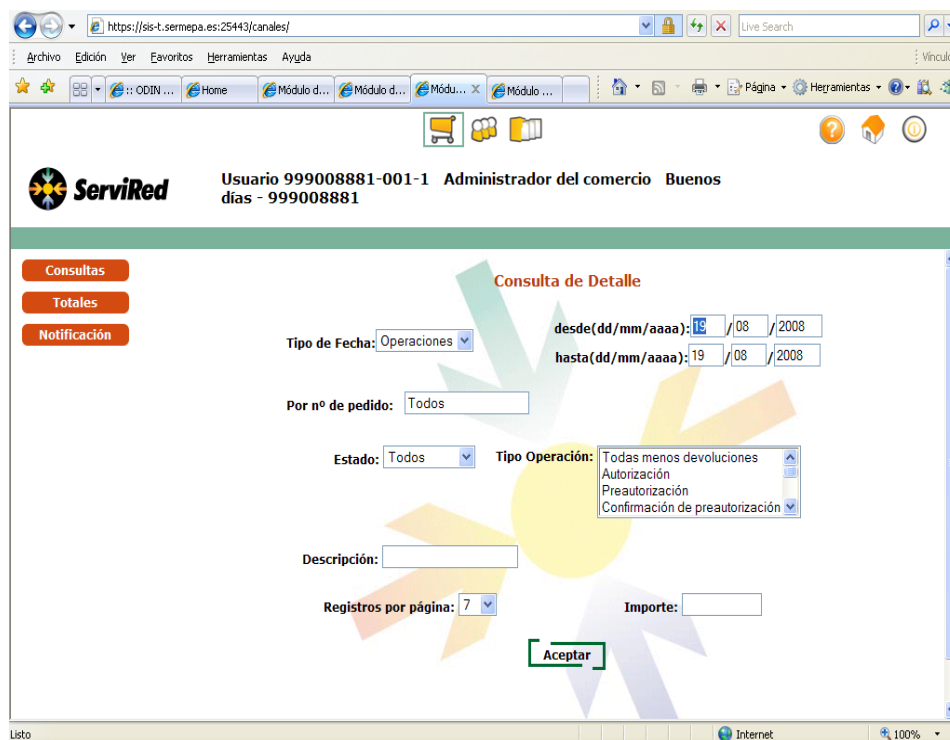 https://sis-t.sermepa.es:25443/canales/
Live Search
Archivo Edición Ver Favoritos Herramientas Ayuda
:: ODIN ... Home Módulo d... Módulo d... Módu... Módulo ... Página Herramientas
ServiRed
Usuario 999008881-001-1 Administrador del comercio Buenos
días - 999008881
Consultas
Totales
Notificación
Consulta de Detalle
Tipo de Fecha: Operaciones
desde(dd/mm/aaaa): 19 / 08 / 2008
hasta(dd/mm/aaaa): 19 / 08 / 2008
Por nº de pedido: Todos
Estado: Todos
Tipo Operación: Todas menos devoluciones
Autorización
Preautorización
Confirmación de preautorización
Descripción:
Registros por página: 7
Importe:
Aceptar
Listo Internet 100%